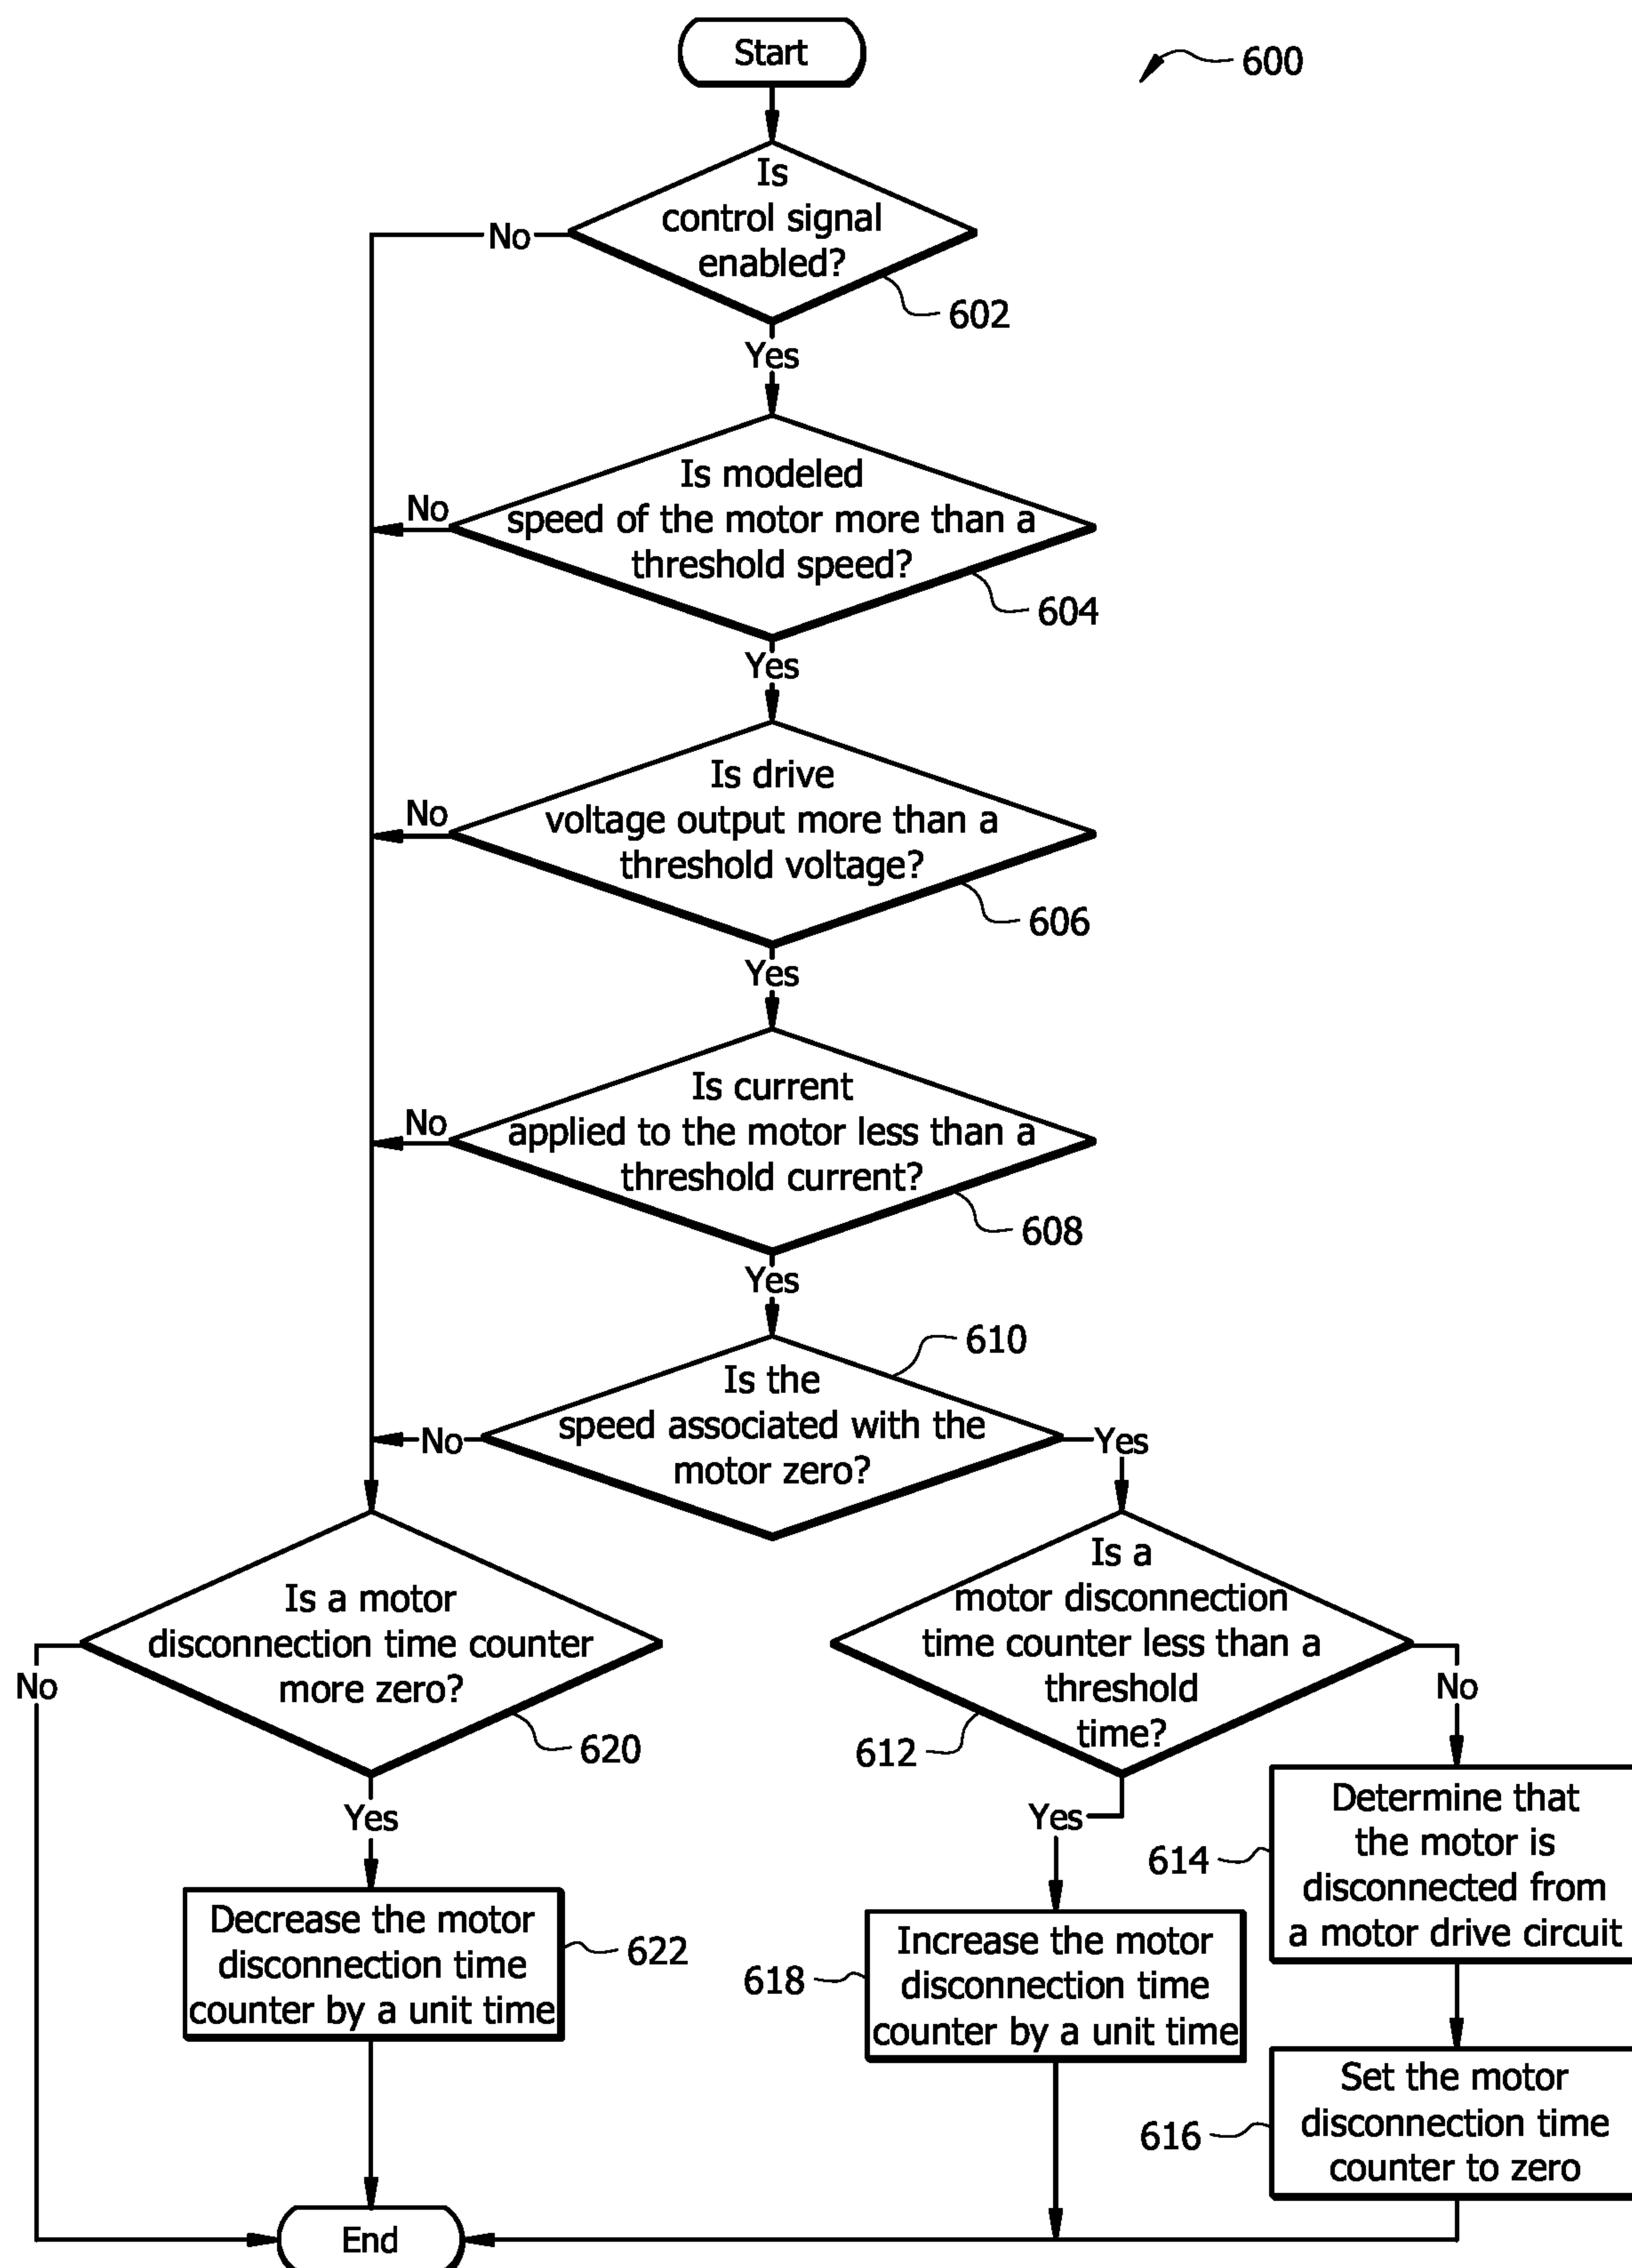 Start
600
Is
control signal
enabled?
No
602
Yes
Is modeled
speed of the motor more than a
threshold speed?
No
604
Yes
Is drive
voltage output more than a
threshold voltage?
No
606
Yes
Is current
applied to the motor less than a
threshold current?
No
608
Yes
610
Is the
speed associated with the
motor zero?
No
Yes
Is a motor
disconnection time counter
more zero?
No
620
Yes
Decrease the motor
disconnection time
counter by a unit time
622
Is a
motor disconnection
time counter less than a
threshold
time?
612
No
Yes
Determine that
the motor is
disconnected from
a motor drive circuit
614
Increase the motor
disconnection time
counter by a unit time
618
Set the motor
disconnection time
counter to zero
616
End